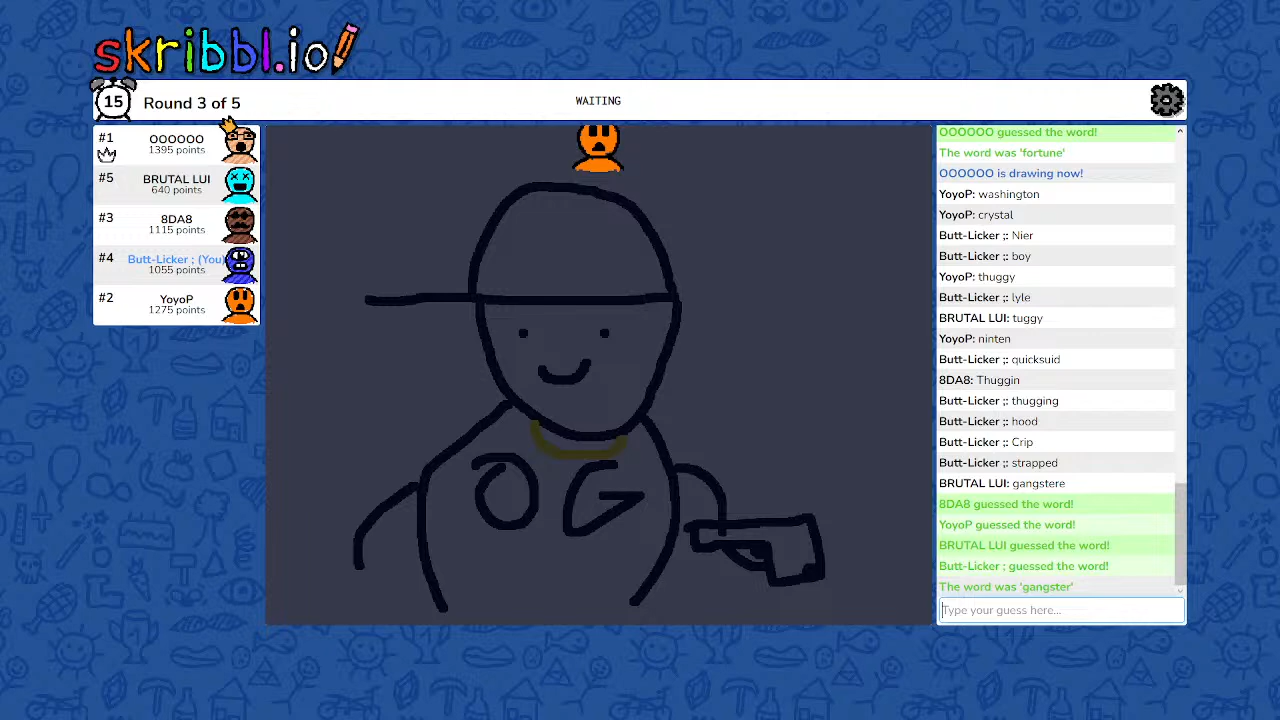 skribbl.io
15
Round 3 of 5
WAITING
#1
OOOOOO
1395 points
#5
BRUTAL LUI
640 points
#3
8DA8
1115 points
#4
Butt-Licker ; (You)
1055 points
#2
YoyoP
1275 points
OG
OOOOOO guessed the word!
The word was 'fortune'
OOOOOO is drawing now!
YoyoP: washington
YoyoP: crystal
Butt-Licker ;: Nier
Butt-Licker ;: boy
YoyoP: thuggy
Butt-Licker ;: lyle
BRUTAL LUI: tuggy
YoyoP: ninten
Butt-Licker ;: quicksuid
8DA8: Thuggin
Butt-Licker ;: thugging
Butt-Licker ;: hood
Butt-Licker ;: Crip
Butt-Licker ;: strapped
BRUTAL LUI: gangstere
8DA8 guessed the word!
YoyoP guessed the word!
BRUTAL LUI guessed the word!
Butt-Licker ; guessed the word!
The word was 'gangster'
Type your guess here...